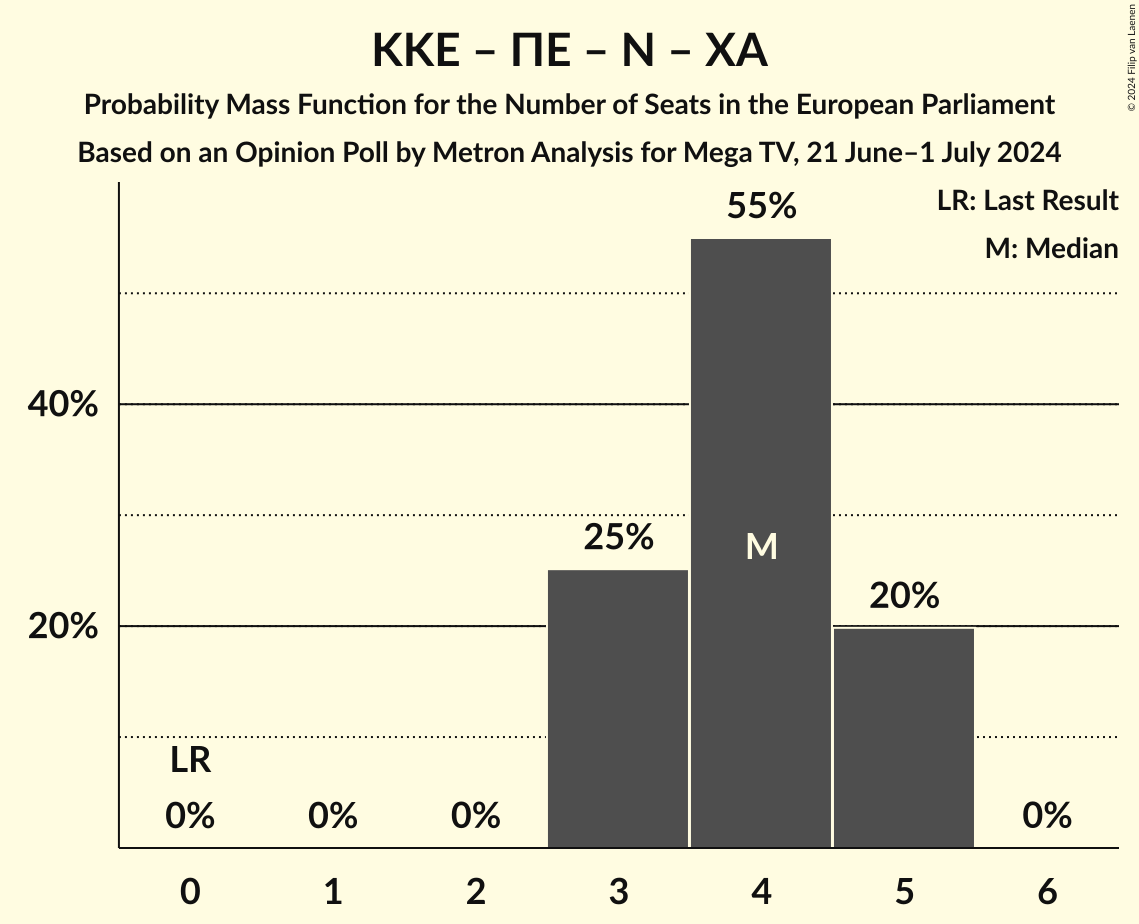 ΚΚΕ – ΠΕ – Ν – ΧΑ
Probability Mass Function for the Number of Seats in the European Parliament
Based on an Opinion Poll by Metron Analysis for Mega TV, 21 June–1 July 2024
© 2024 Filip van Laenen
LR: Last Result
M: Median
55%
40%
25%
M
20%
20%
LR
0%
0%
0%
0%
0
1
2
3
4
5
6